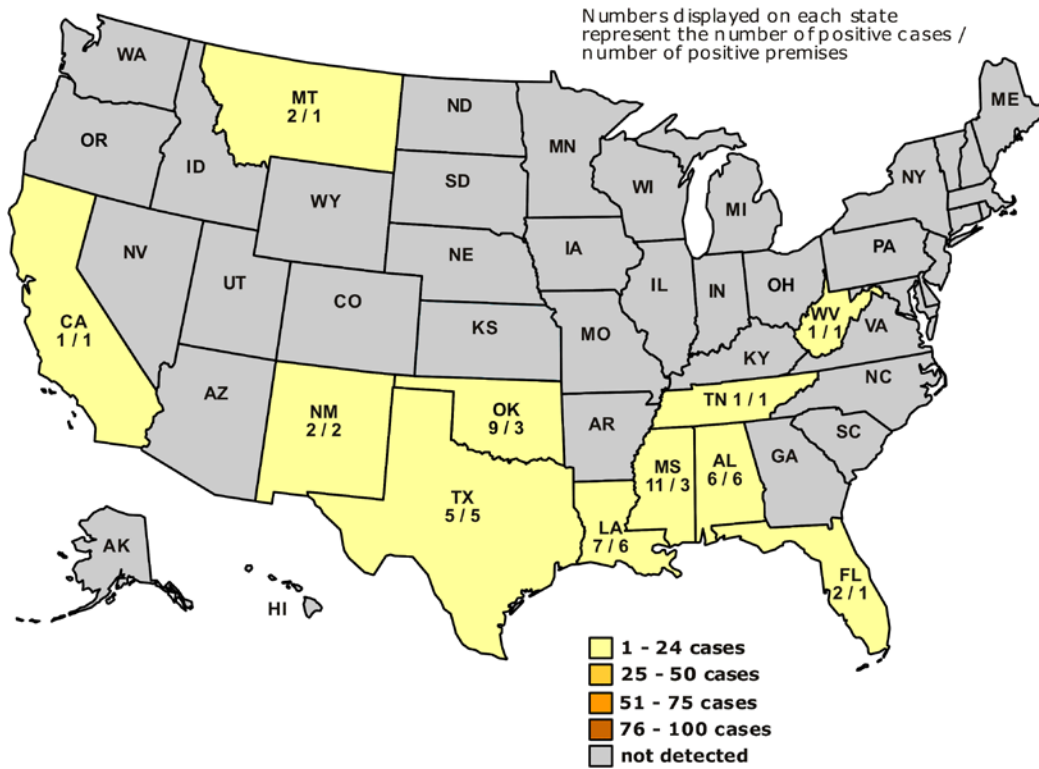 Numbers displayed on each state
represent the number of positive cases /
number of positive premises
WA
MT
2 / 1
ND
MN
ME
OR
ID
SD
WI
NY
WY
MI
NV
NE
IA
PA
UT
CO
IL
IN
OH
CA
1 / 1
KS
MO
WV
1 / 1
VA
KY
AZ
NM
2 / 2
OK
9 / 3
AR
TN 1 / 1
NC
SC
GA
MS
11 / 3
AL
6 / 6
TX
5 / 5
LA
7 / 6
FL
2 / 1
AK
HI
1 - 24 cases
25 - 50 cases
51 - 75 cases
76 - 100 cases
not detected